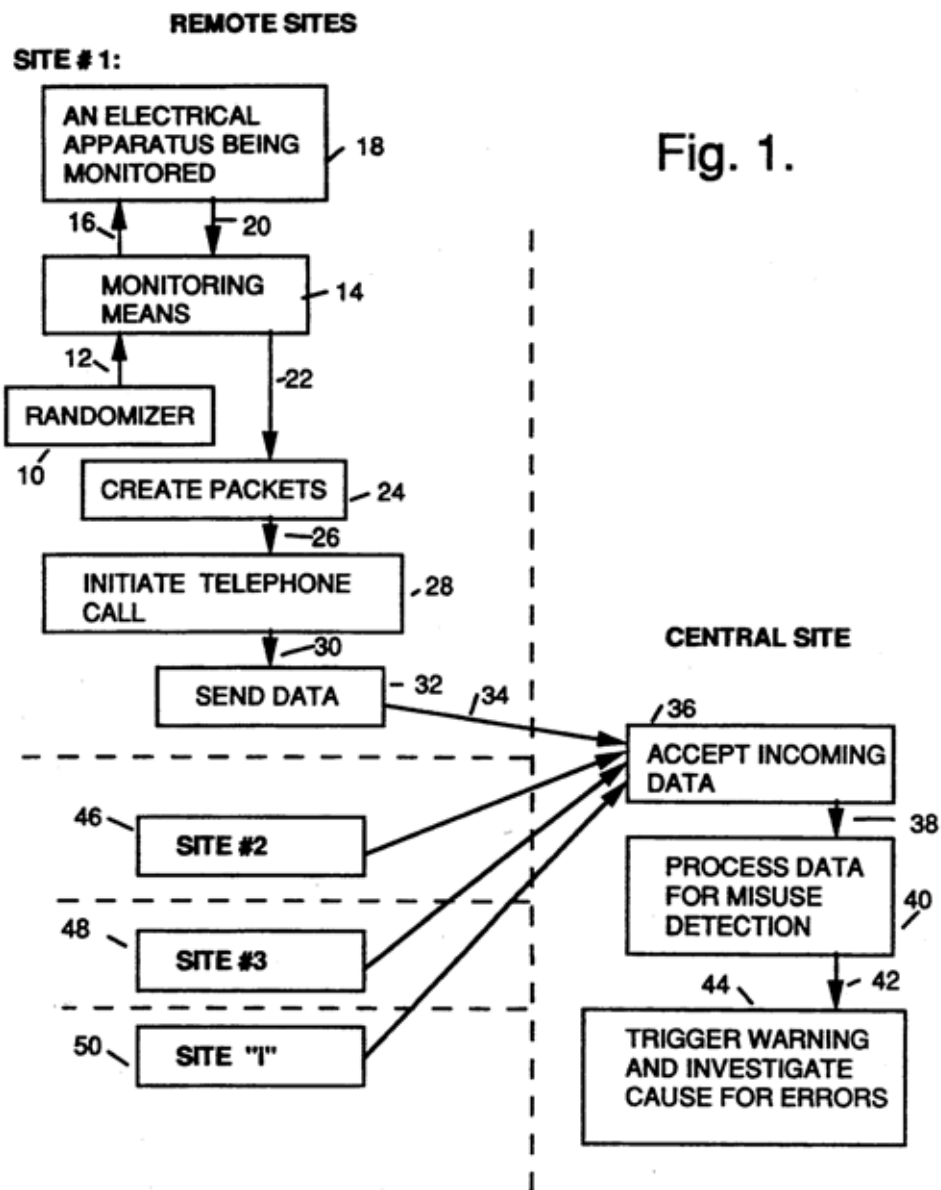 REMOTE SITES
SITE # 1:
AN ELECTRICAL
APPARATUS BEING
MONITORED
18
Fig. 1.
16
20
MONITORING
MEANS
14
12
22
RANDOMIZER
10
CREATE PACKETS
24
26
INITIATE TELEPHONE
CALL
28
30
CENTRAL SITE
SEND DATA
32
34
36
ACCEPT INCOMING
DATA
38
46
SITE #2
PROCESS DATA
FOR MISUSE
DETECTION
40
48
SITE #3
42
44
50
SITE "I"
TRIGGER WARNING
AND INVESTIGATE
CAUSE FOR ERRORS